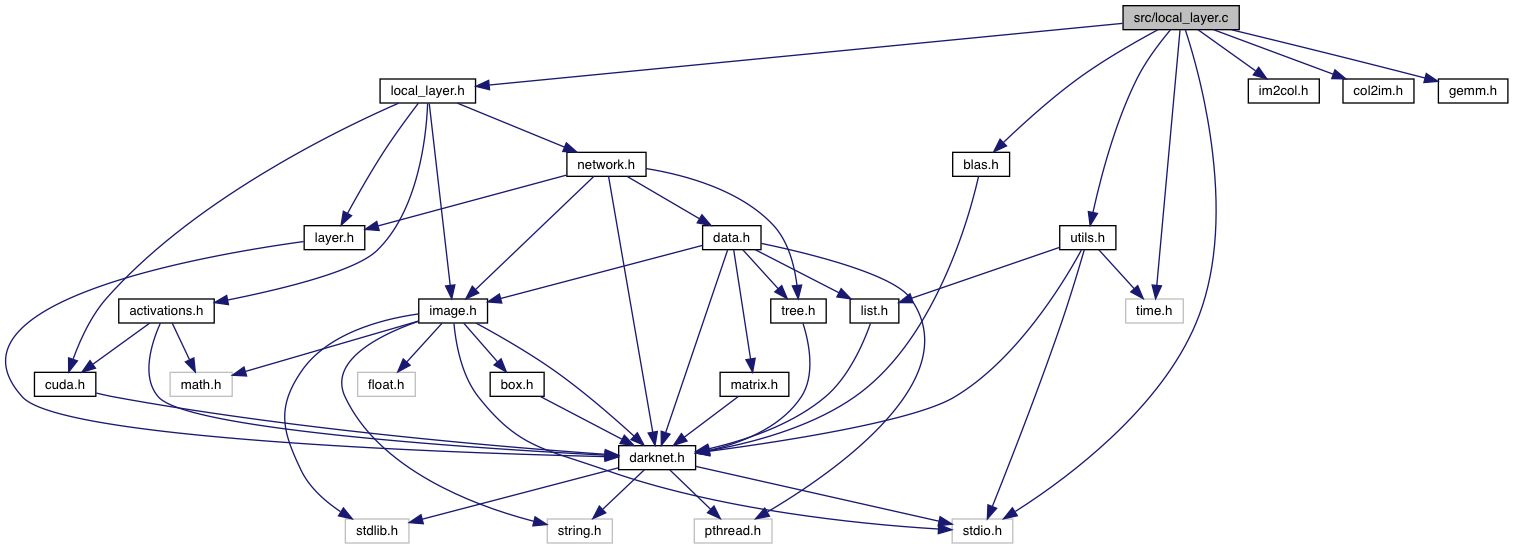 src/local_layer.c
local_layer.h
im2col.h
col2im.h
gemm.h
network.h
blas.h
layer.h
data.h
utils.h
activations.h
image.h
tree.h
list.h
time.h
cuda.h
math.h
float.h
box.h
matrix.h
darknet.h
stdlib.h
string.h
pthread.h
stdio.h